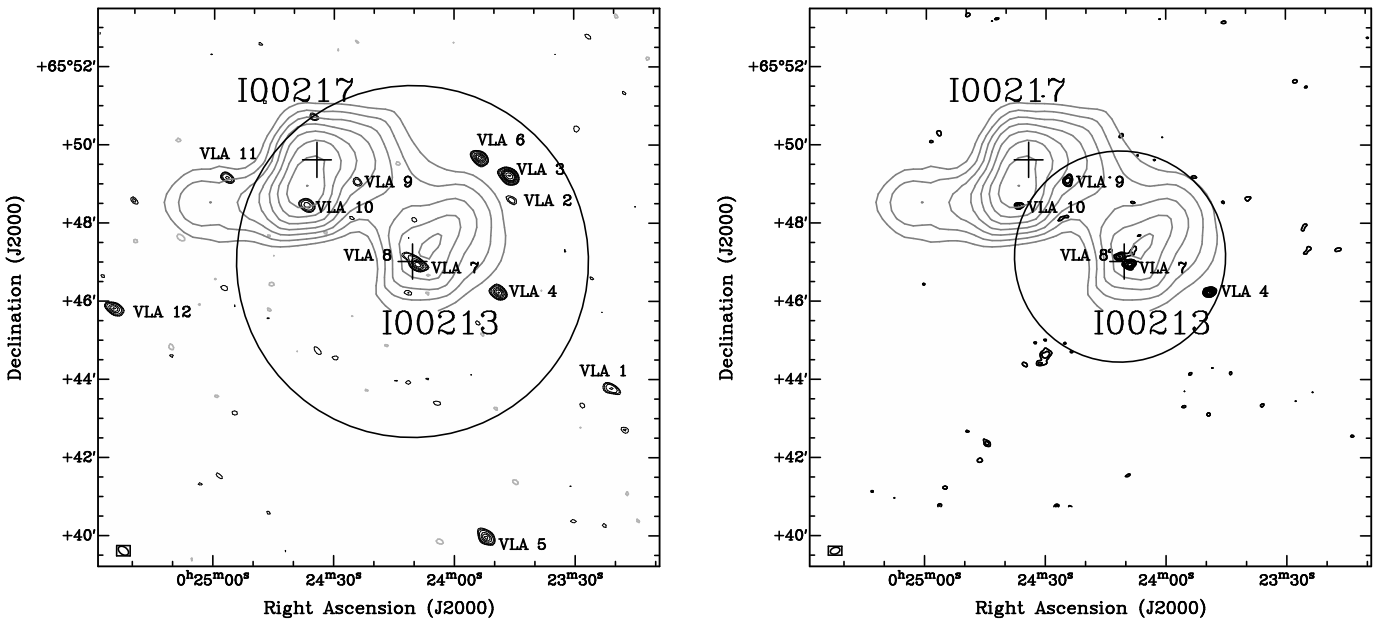 I00217
VLA 6
VLA 11
VLA 3
VLA 9
VLA 2
VLA 10
VLA 8
VLA 7
VLA 4
VLA 12
I00213
VLA 1
VLA 5
+65°52′
+50′
+48′
+46′
+44′
+42′
+40′
Declination (J2000)
0ʰ25ᵐ00ˢ 24ᵐ30ˢ 24ᵐ00ˢ 23ᵐ30ˢ
Right Ascension (J2000)
I00217
VLA 9
VLA 10
VLA 8
VLA 7
VLA 4
I00213
+65°52′
+50′
+48′
+46′
+44′
+42′
+40′
Declination (J2000)
0ʰ25ᵐ00ˢ 24ᵐ30ˢ 24ᵐ00ˢ 23ᵐ30ˢ
Right Ascension (J2000)